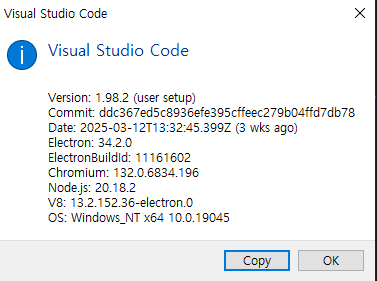 Visual Studio Code
Visual Studio Code
Version: 1.98.2 (user setup)
Commit: ddc367ed5c8936efe395cffeec279b04ffd7db78
Date: 2025-03-12T13:32:45.399Z (3 wks ago)
Electron: 34.2.0
ElectronBuildId: 11161602
Chromium: 132.0.6834.196
Node.js: 20.18.2
V8: 13.2.152.36-electron.0
OS: Windows_NT x64 10.0.19045
Copy
OK